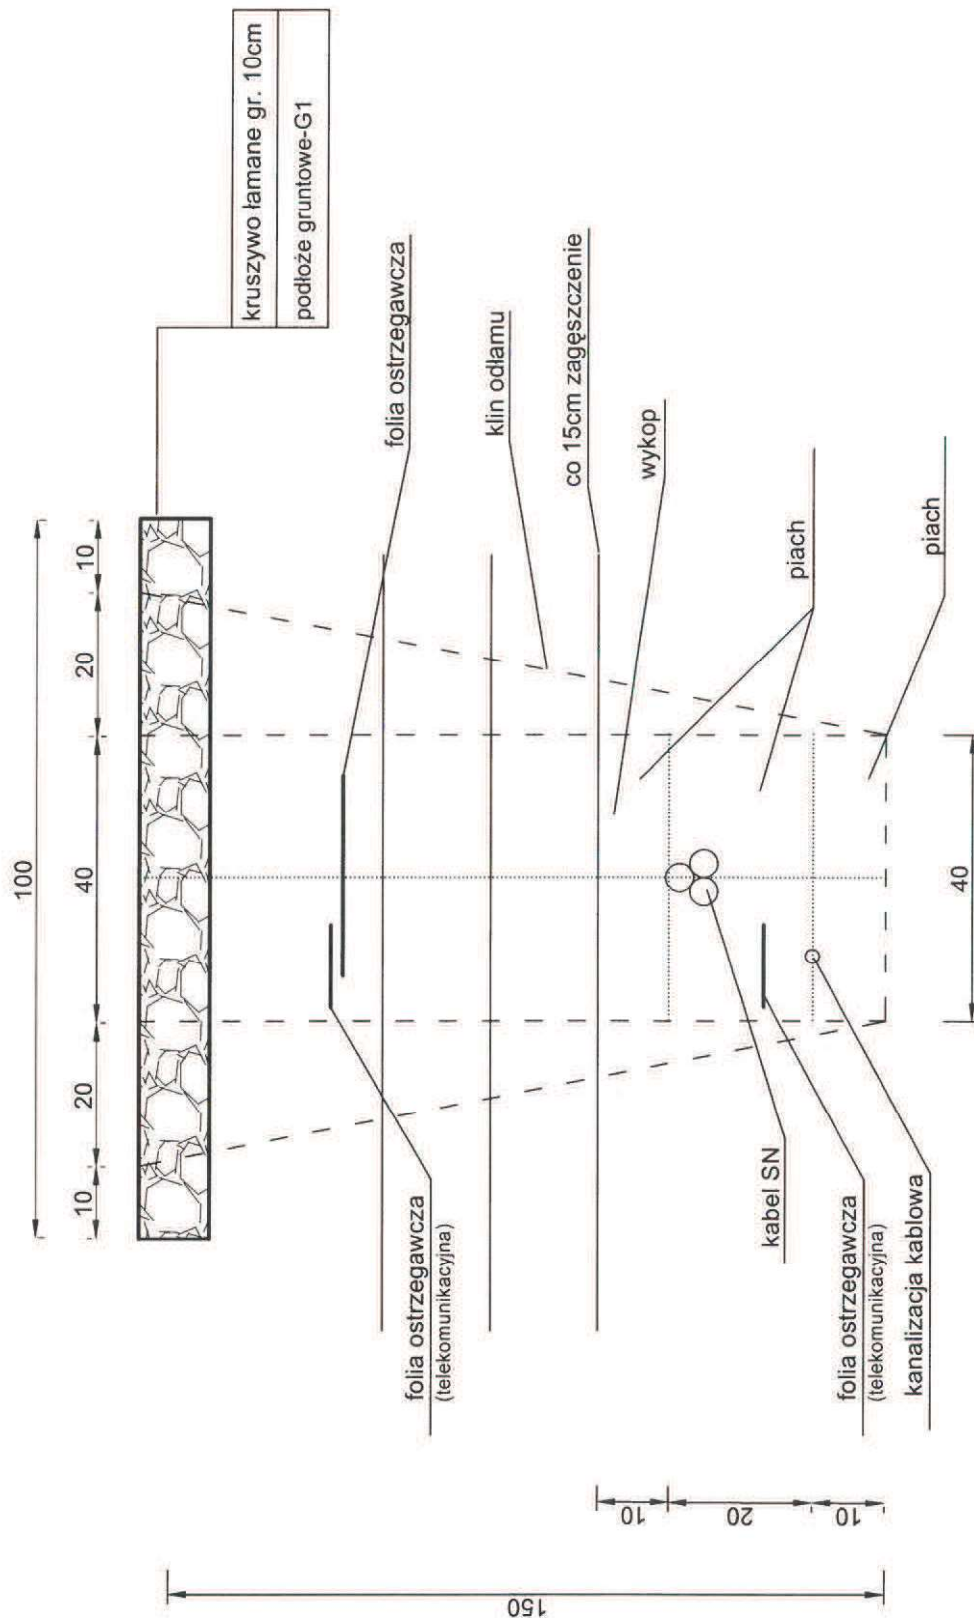 100
10
20
40
20
10
kruszywo łamane gr. 10cm
podłoże gruntowe-G1
folia ostrzegawcza
klin odłamu
co 15cm zagęszczenie
wykop
piach
piach
folia ostrzegawcza
(telekomunikacyjna)
kabel SN
folia ostrzegawcza
(telekomunikacyjna)
kanalizacja kablowa
40
10
20
10
150